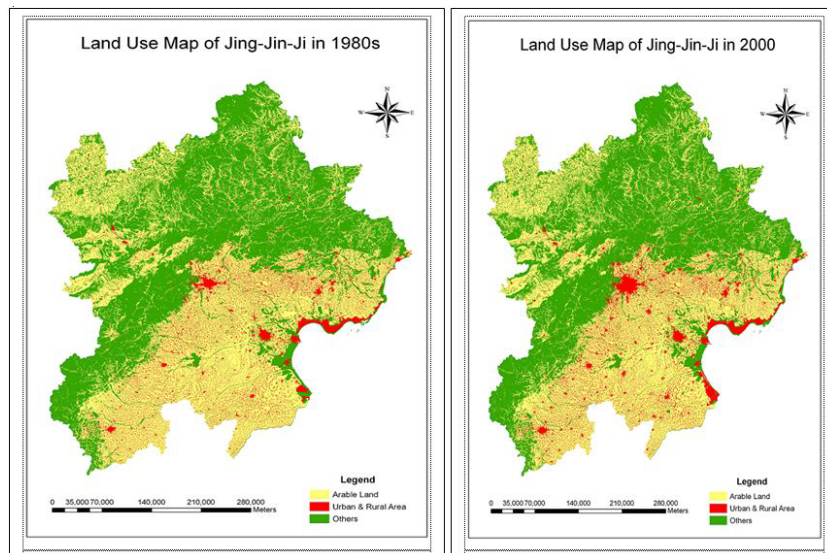 Land Use Map of Jing-Jin-Ji in 1980s
N
W E
S
Legend
Arable Land
Urban & Rural Area
Others
0 35,000 70,000 140,000 210,000 280,000
Meters
Land Use Map of Jing-Jin-Ji in 2000
N
W E
S
Legend
Arable Land
Urban & Rural Area
Others
0 35,000 70,000 140,000 210,000 280,000
Meters